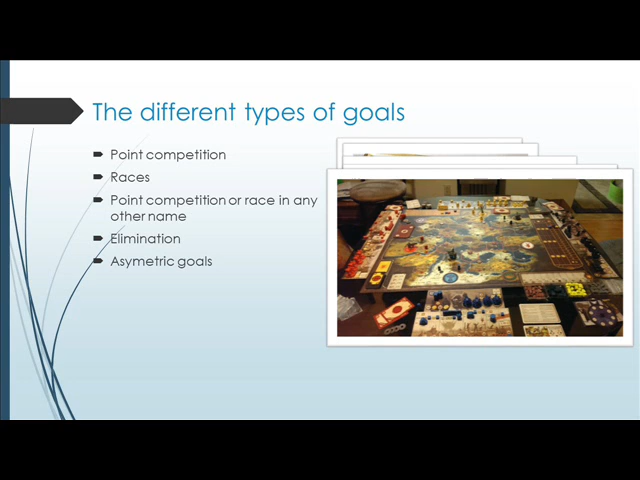 The different types of goals
Point competition
Races
Point competition or race in any
other name
Elimination
Asymetric goals